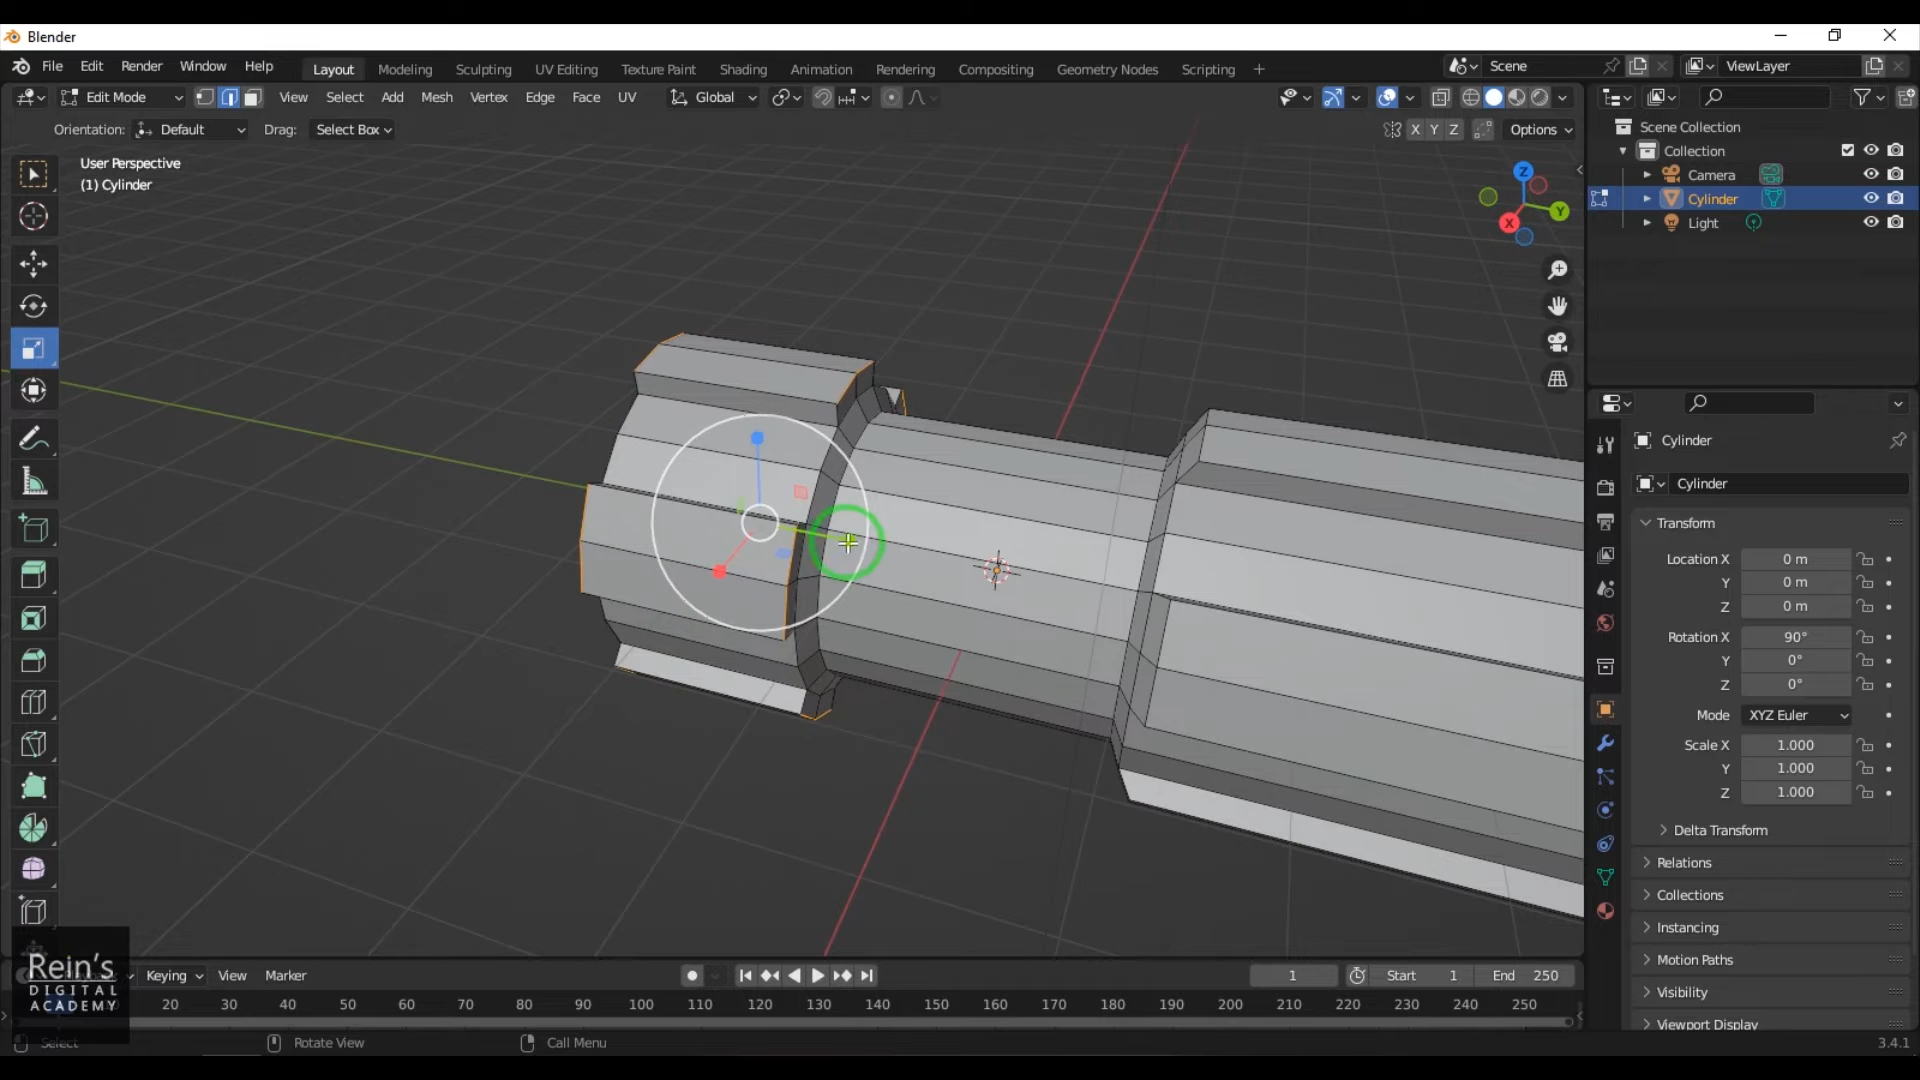 Blender
File Edit Render Window Help Layout Modeling Sculpting UV Editing Texture Paint Shading Animation Rendering Compositing Geometry Nodes Scripting + Scene ViewLayer
Edit Mode View Select Add Mesh Vertex Edge Face UV Global
Orientation: Default Drag: Select Box X Y Z Options
User Perspective
(1) Cylinder
Z
Y
X
Scene Collection
Collection
Camera
Cylinder
Light
Cylinder
Cylinder
Transform
Location X 0 m
Y 0 m
Z 0 m
Rotation X 90°
Y 0°
Z 0°
Mode XYZ Euler
Scale X 1.000
Y 1.000
Z 1.000
Delta Transform
Relations
Collections
Instancing
Motion Paths
Visibility
Viewport Display
Keying View Marker 1 Start 1 End 250
20 30 40 50 60 70 80 90 100 110 120 130 140 150 160 170 180 190 200 210 220 230 240 250
Rein's
DIGITAL
ACADEMY
Select Rotate View Call Menu 3.4.1